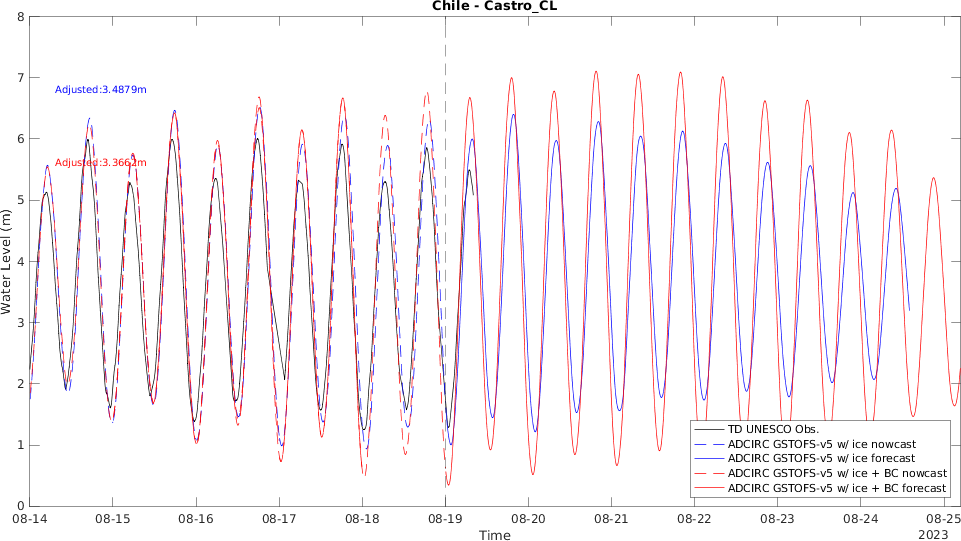 Chile - Castro_CL
8
7
6
5
4
3
2
1
0
Water Level (m)
Adjusted:3.4879m
Adjusted:3.3662m
TD UNESCO Obs.
ADCIRC GSTOFS-v5 w/ ice nowcast
ADCIRC GSTOFS-v5 w/ ice forecast
ADCIRC GSTOFS-v5 w/ ice + BC nowcast
ADCIRC GSTOFS-v5 w/ ice + BC forecast
08-14 08-15 08-16 08-17 08-18 08-19 08-20 08-21 08-22 08-23 08-24 08-25
Time
2023